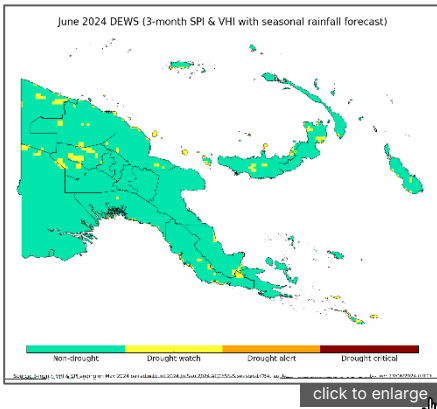 June 2024 DEWS (3-month SPI & VHI with seasonal rainfall forecast)
Non-drought Drought watch Drought alert Drought critical
click to enlarge